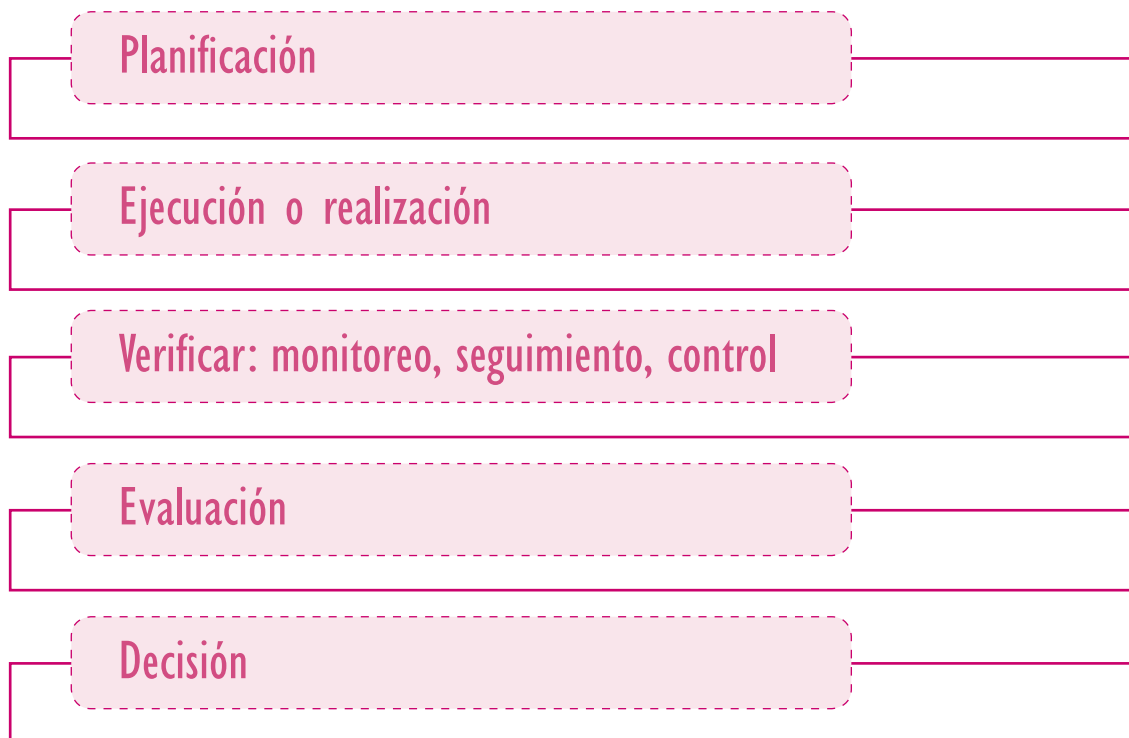 Planificación
Ejecución o realización
Verificar: monitoreo, seguimiento, control
Evaluación
Decisión